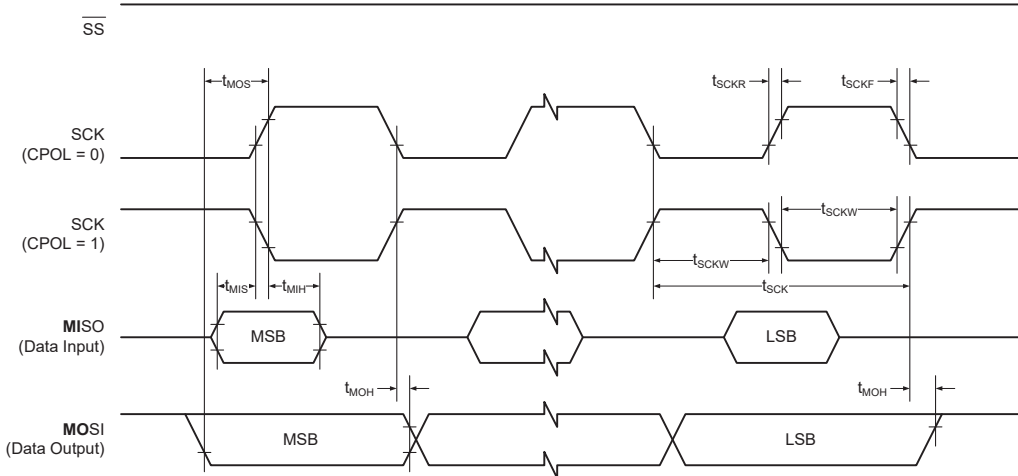 SS
tMOS
tSCKR
tSCKF
SCK
(CPOL = 0)
SCK
(CPOL = 1)
tSCKW
tSCKW
tSCK
tMIS
tMIH
MISO
(Data Input)
MSB
LSB
tMOH
tMOH
MOSI
(Data Output)
MSB
LSB